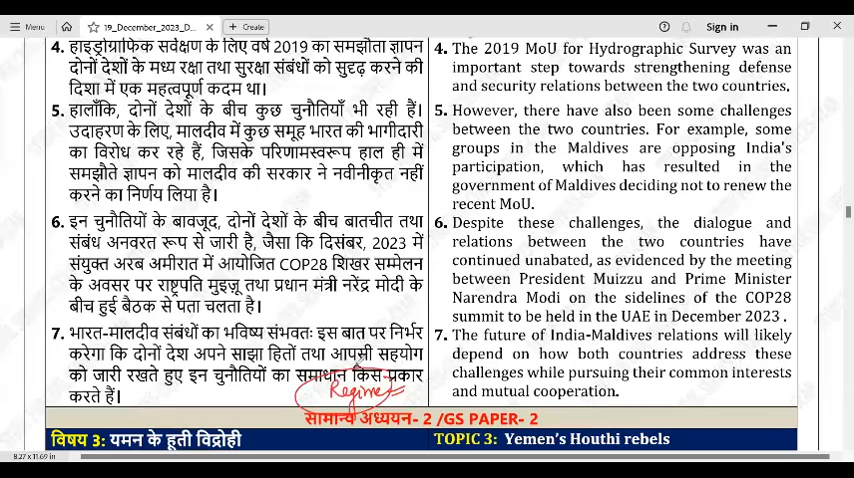 Menu
19_December_2023_D...
+ Create
Sign in
4. हाइड्रोग्राफिक सर्वेक्षण के लिए वर्ष 2019 का समझौता ज्ञापन
दोनों देशों के मध्य रक्षा तथा सुरक्षा संबंधों को सुदृढ़ करने की
दिशा में एक महत्वपूर्ण कदम था।
5. हालाँकि, दोनों देशों के बीच कुछ चुनौतियाँ भी रही हैं।
उदाहरण के लिए, मालदीव में कुछ समूह भारत की भागीदारी
का विरोध कर रहे हैं, जिसके परिणामस्वरूप हाल ही में
समझौते ज्ञापन को मालदीव की सरकार ने नवीनीकृत नहीं
करने का निर्णय लिया है।
6. इन चुनौतियों के बावजूद, दोनों देशों के बीच बातचीत तथा
संबंध अनवरत रूप से जारी है, जैसा कि दिसंबर, 2023 में
संयुक्त अरब अमीरात में आयोजित COP28 शिखर सम्मेलन
के अवसर पर राष्ट्रपति मुइज़ू तथा प्रधान मंत्री नरेंद्र मोदी के
बीच हुई बैठक से पता चलता है।
7. भारत-मालदीव संबंधों का भविष्य संभवतः इस बात पर निर्भर
करेगा कि दोनों देश अपने साझा हितों तथा आपसी सहयोग
को जारी रखते हुए इन चुनौतियों का समाधान किस प्रकार
करते हैं।
Regime
4. The 2019 MoU for Hydrographic Survey was an
important step towards strengthening defense
and security relations between the two countries.
5. However, there have also been some challenges
between the two countries. For example, some
groups in the Maldives are opposing India's
participation, which has resulted in the
government of Maldives deciding not to renew the
recent MoU.
6. Despite these challenges, the dialogue and
relations between the two countries have
continued unabated, as evidenced by the meeting
between President Muizzu and Prime Minister
Narendra Modi on the sidelines of the COP28
summit to be held in the UAE in December 2023.
7. The future of India-Maldives relations will likely
depend on how both countries address these
challenges while pursuing their common interests
and mutual cooperation.
सामान्य अध्ययन- 2 /GS PAPER- 2
विषय 3: यमन के हूती विद्रोही
TOPIC 3: Yemen's Houthi rebels
8.27 x 11.69 in